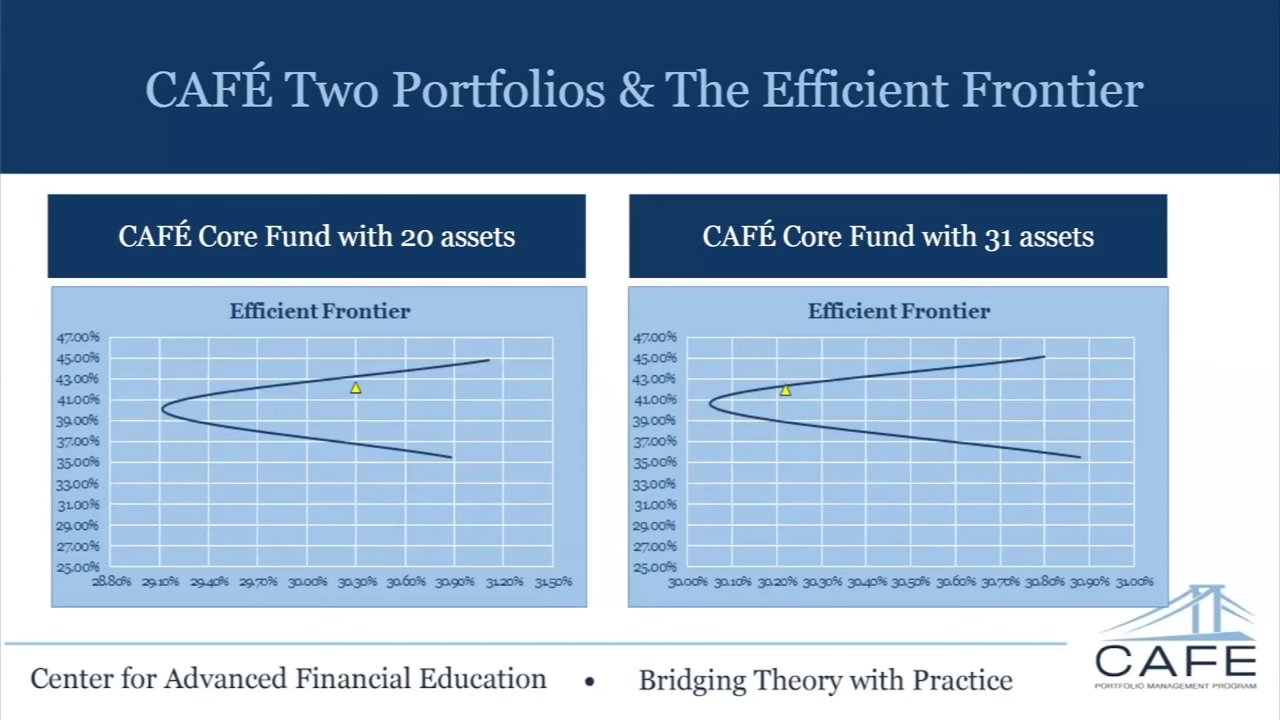 CAFÉ Two Portfolios & The Efficient Frontier
CAFÉ Core Fund with 20 assets
Efficient Frontier
47.00%
45.00%
43.00%
41.00%
39.00%
37.00%
35.00%
33.00%
31.00%
29.00%
27.00%
25.00%
28.80% 29.10% 29.40% 29.70% 30.00% 30.30% 30.60% 30.90% 31.20% 31.50%
CAFÉ Core Fund with 31 assets
Efficient Frontier
47.00%
45.00%
43.00%
41.00%
39.00%
37.00%
35.00%
33.00%
31.00%
29.00%
27.00%
25.00%
30.00% 30.10% 30.20% 30.30% 30.40% 30.50% 30.60% 30.70% 30.80% 30.90% 31.00%
Center for Advanced Financial Education • Bridging Theory with Practice
CAFE
PORTFOLIO MANAGEMENT PROGRAM